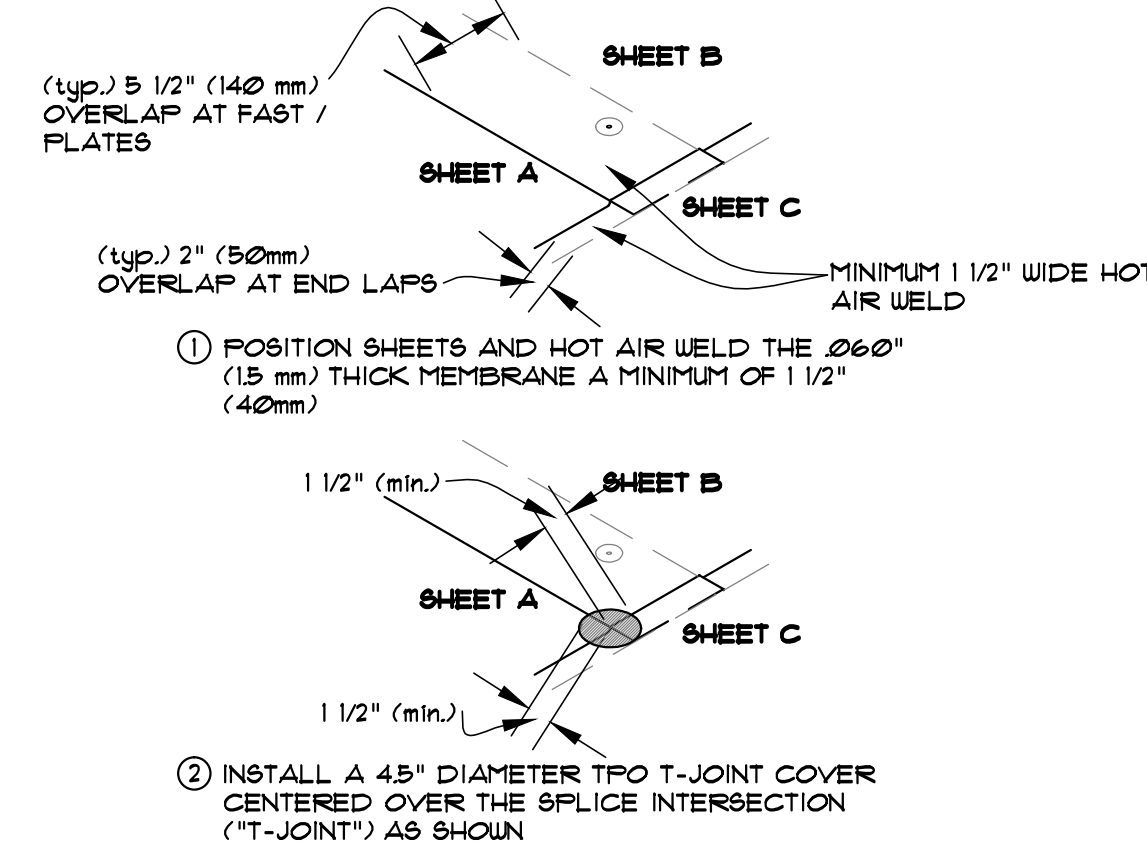 SHEET B
(typ.) 5 1/2" (140 mm)
OVERLAP AT FAST /
PLATES
SHEET A
SHEET C
(typ.) 2" (50mm)
OVERLAP AT END LAPS
MINIMUM 1 1/2" WIDE HOT
AIR WELD
1 POSITION SHEETS AND HOT AIR WELD THE .060"
(1.5 mm) THICK MEMBRANE A MINIMUM OF 1 1/2"
(40mm)
1 1/2" (min.)
SHEET B
SHEET A
SHEET C
1 1/2" (min.)
2 INSTALL A 4.5" DIAMETER TPO T-JOINT COVER
CENTERED OVER THE SPLICE INTERSECTION
("T-JOINT") AS SHOWN